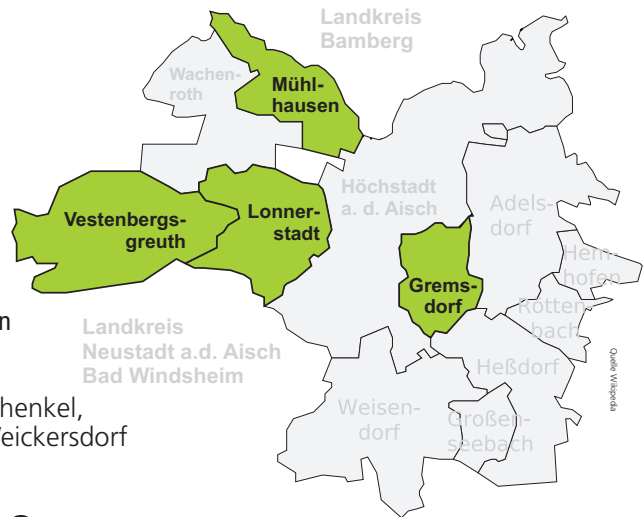 Landkreis
Bamberg
Wachen-
roth
Mühl-
hausen
Vestenbergs-
greuth
Lonner-
stadt
Höchstadt
a. d. Aisch
Adels-
dorf
Hem-
hofen
Grems-
dorf
Rotten-
bach
n
Landkreis
Neustadt a.d. Aisch
Bad Windsheim
Heßdorf
Quelle Wikipedia
henkel,
Weickersdorf
Weisen-
dorf
Großen-
seebach